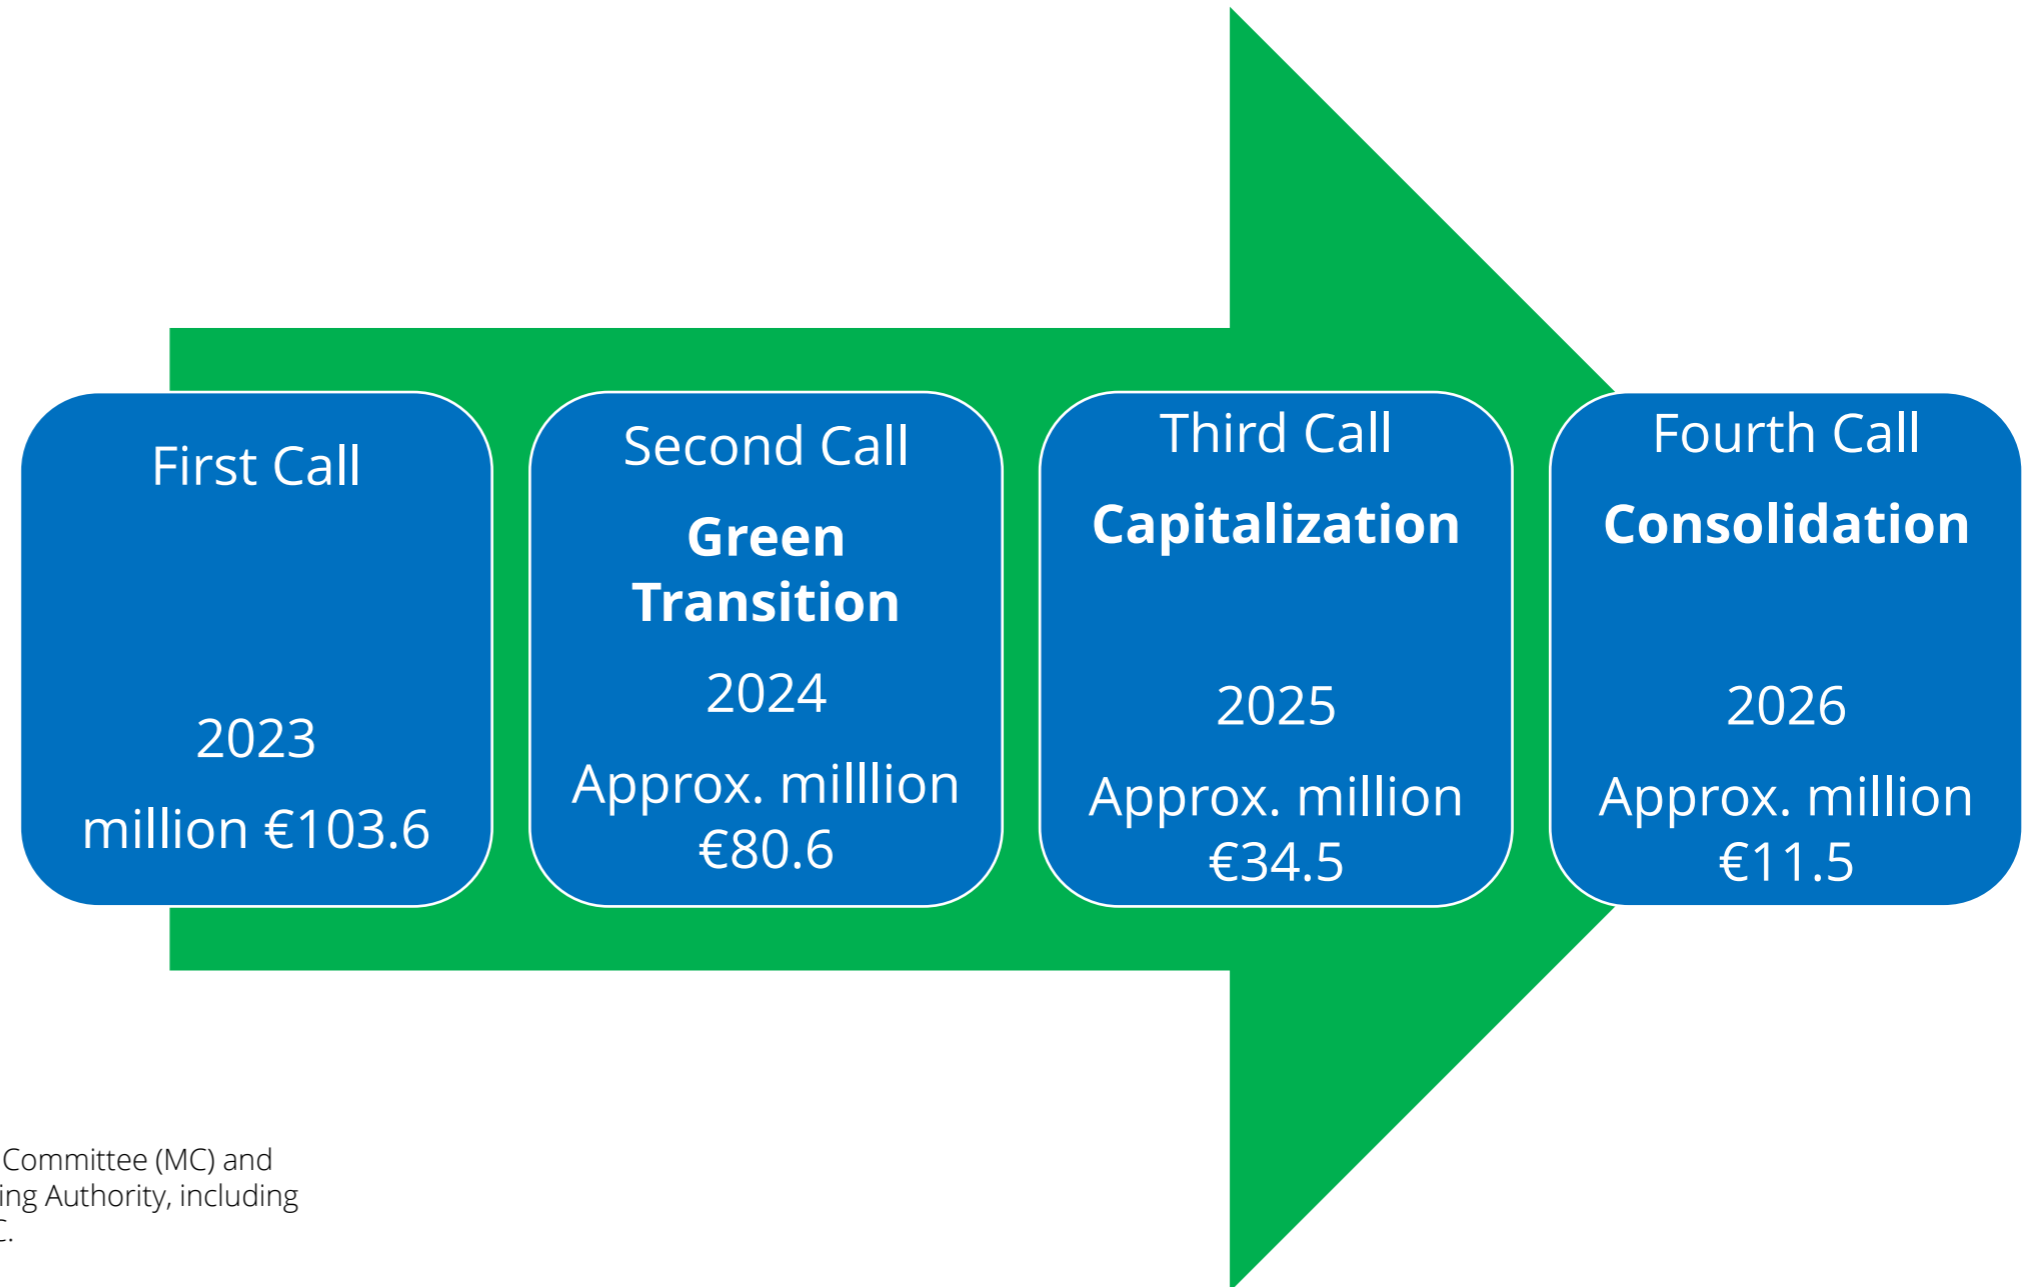 First Call
2023
million €103.6
Second Call
Green
Transition
2024
Approx. milllion
€80.6
Third Call
Capitalization
2025
Approx. million
€34.5
Fourth Call
Consolidation
2026
Approx. million
€11.5
Committee (MC) and
ing Authority, including